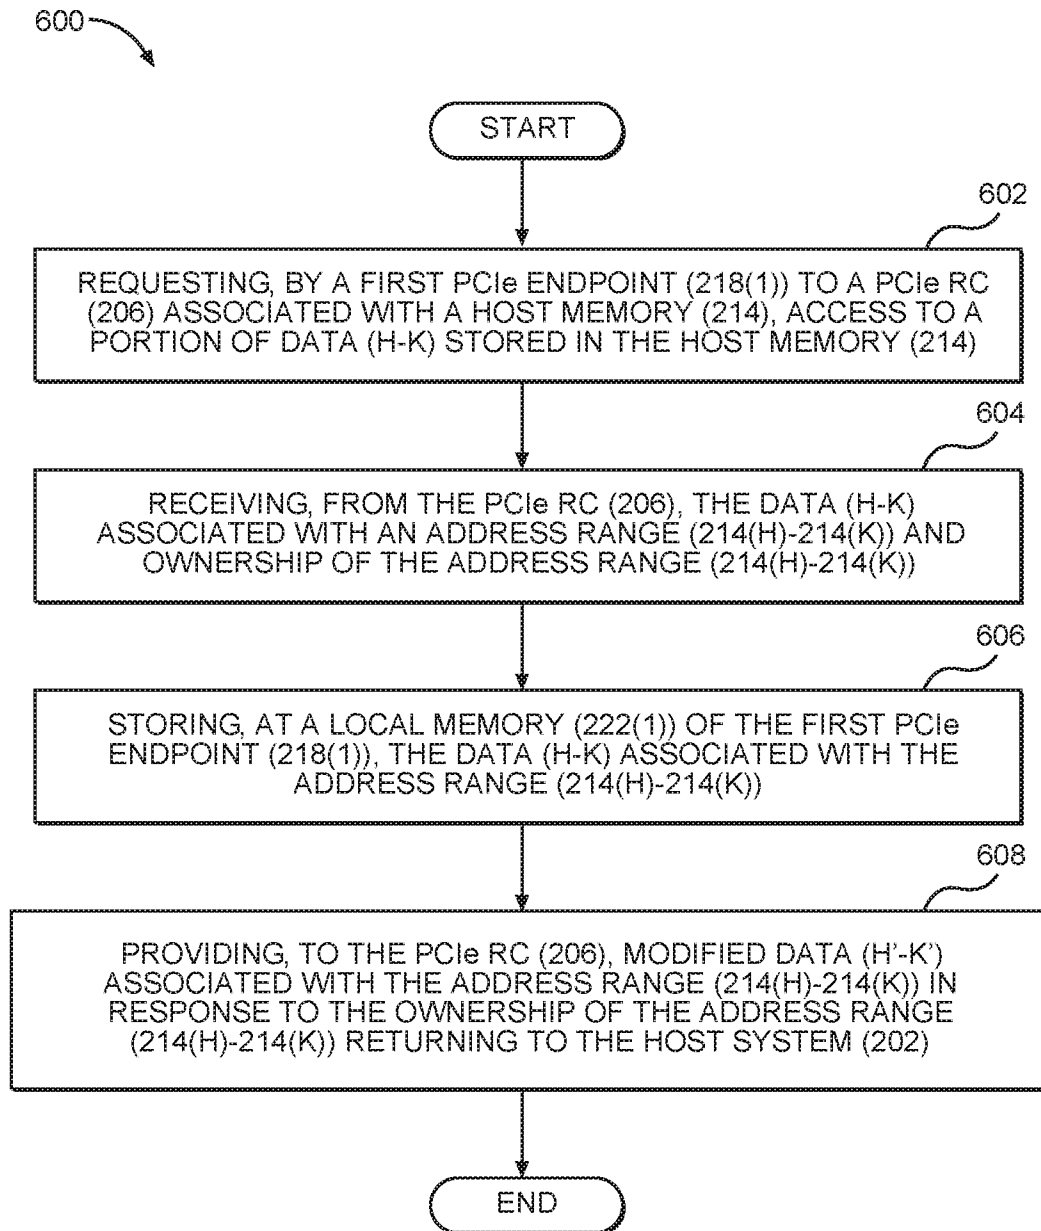 600
START
602
REQUESTING, BY A FIRST PCIe ENDPOINT (218(1)) TO A PCIe RC
(206) ASSOCIATED WITH A HOST MEMORY (214), ACCESS TO A
PORTION OF DATA (H-K) STORED IN THE HOST MEMORY (214)
604
RECEIVING, FROM THE PCIe RC (206), THE DATA (H-K)
ASSOCIATED WITH AN ADDRESS RANGE (214(H)-214(K)) AND
OWNERSHIP OF THE ADDRESS RANGE (214(H)-214(K))
606
STORING, AT A LOCAL MEMORY (222(1)) OF THE FIRST PCIe
ENDPOINT (218(1)), THE DATA (H-K) ASSOCIATED WITH THE
ADDRESS RANGE (214(H)-214(K))
608
PROVIDING, TO THE PCIe RC (206), MODIFIED DATA (H'-K')
ASSOCIATED WITH THE ADDRESS RANGE (214(H)-214(K)) IN
RESPONSE TO THE OWNERSHIP OF THE ADDRESS RANGE
(214(H)-214(K)) RETURNING TO THE HOST SYSTEM (202)
END